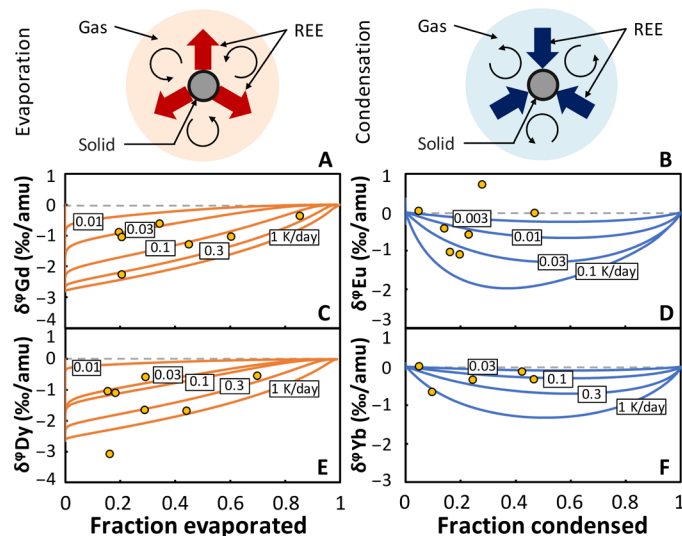 Evaporation
Gas
REE
Solid
A
Condensation
Gas
REE
Solid
B
δᵠGd (‰/amu)
1
0
−1
−2
−3
−4
0.01
0.03
0.1
0.3
1 K/day
C
δᵠEu (‰/amu)
1
0
-1
-2
-3
0.003
0.01
0.03
0.1 K/day
D
δᵠDy (‰/amu)
0
−1
−2
−3
−4
0.01
0.03
0.1
0.3
1 K/day
E
0 0.2 0.4 0.6 0.8 1
Fraction evaporated
δᵠYb (‰/amu)
1
0
-1
-2
-3
0.03
0.1
0.3
1 K/day
F
0 0.2 0.4 0.6 0.8 1
Fraction condensed